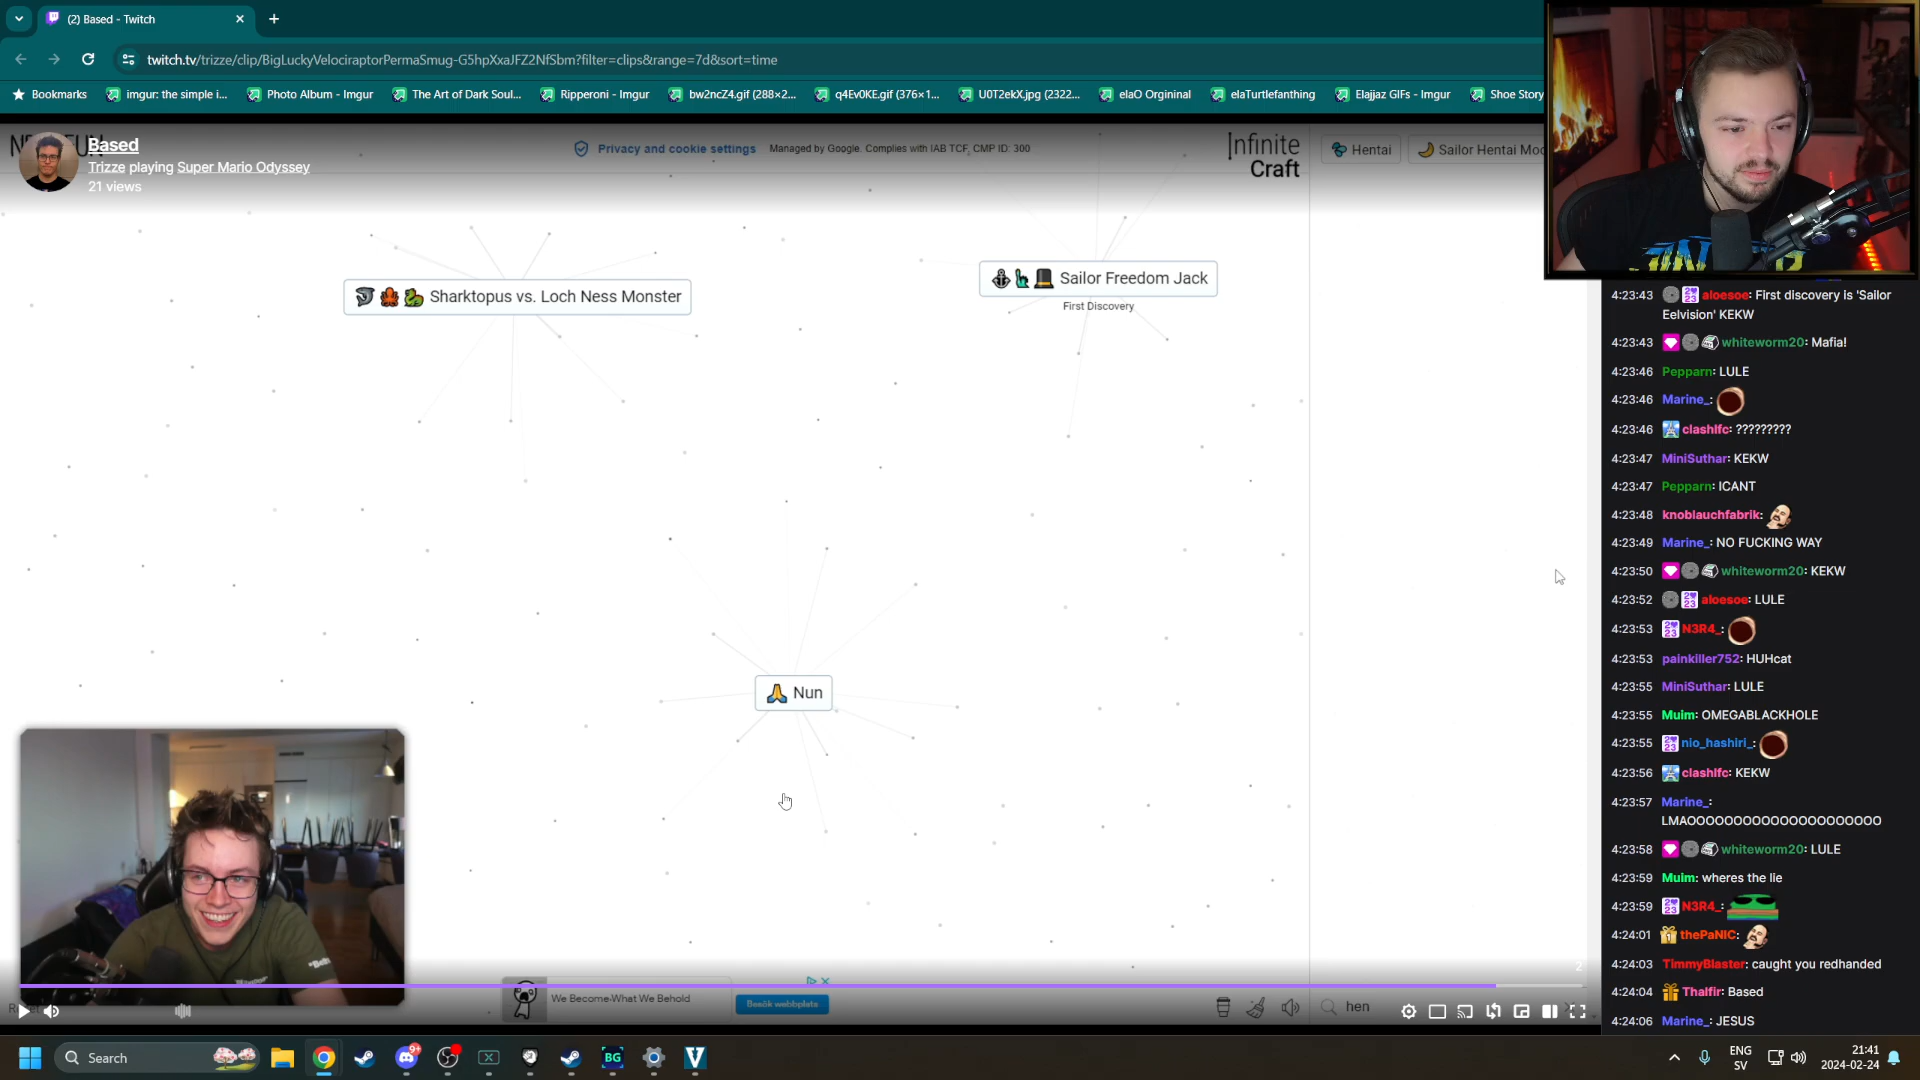 (2) Based - Twitch
twitch.tv/trizze/clip/BigLuckyVelociraptorPermaSmug-G5hpXxaJFZ2NfSbm?filter=clips&range=7d&sort=time
Bookmarks
imgur: the simple i...
Photo Album - Imgur
The Art of Dark Soul...
Ripperoni - Imgur
bw2ncZ4.gif (288×2...
q4Ev0KE.gif (376×1...
U0T2ekX.jpg (2322...
elaO Orgininal
elaTurtlefanthing
Elajjaz GIFs - Imgur
Shoe Story
Based
Trizze playing Super Mario Odyssey
21 views
Privacy and cookie settings
Managed by Google. Complies with IAB TCF, CMP ID: 300
Infinite
Craft
Hentai
Sailor Hentai Moo
Sharktopus vs. Loch Ness Monster
Sailor Freedom Jack
First Discovery
Nun
We Become What We Behold
Besök webbplats
hen
2
4:23:43 aloesoe: First discovery is 'Sailor
Eelvision' KEKW
4:23:43 whiteworm20: Mafia!
4:23:46 Pepparn: LULE
4:23:46 Marine_:
4:23:46 clashlfc: ?????????
4:23:47 MiniSuthar: KEKW
4:23:47 Pepparn: ICANT
4:23:48 knoblauchfabrik:
4:23:49 Marine_: NO FUCKING WAY
4:23:50 whiteworm20: KEKW
4:23:52 aloesoe: LULE
4:23:53 N3R4_:
4:23:53 painkiller752: HUHcat
4:23:55 MiniSuthar: LULE
4:23:55 Muim: OMEGABLACKHOLE
4:23:55 nio_hashiri_:
4:23:56 clashlfc: KEKW
4:23:57 Marine_:
LMAOOOOOOOOOOOOOOOOOOOOO
4:23:58 whiteworm20: LULE
4:23:59 Muim: wheres the lie
4:23:59 N3R4_:
4:24:01 thePaNIC:
4:24:03 TimmyBlaster: caught you redhanded
4:24:04 Thalfir: Based
4:24:06 Marine_: JESUS
Search
9+
BG
ENG
SV
21:41
2024-02-24